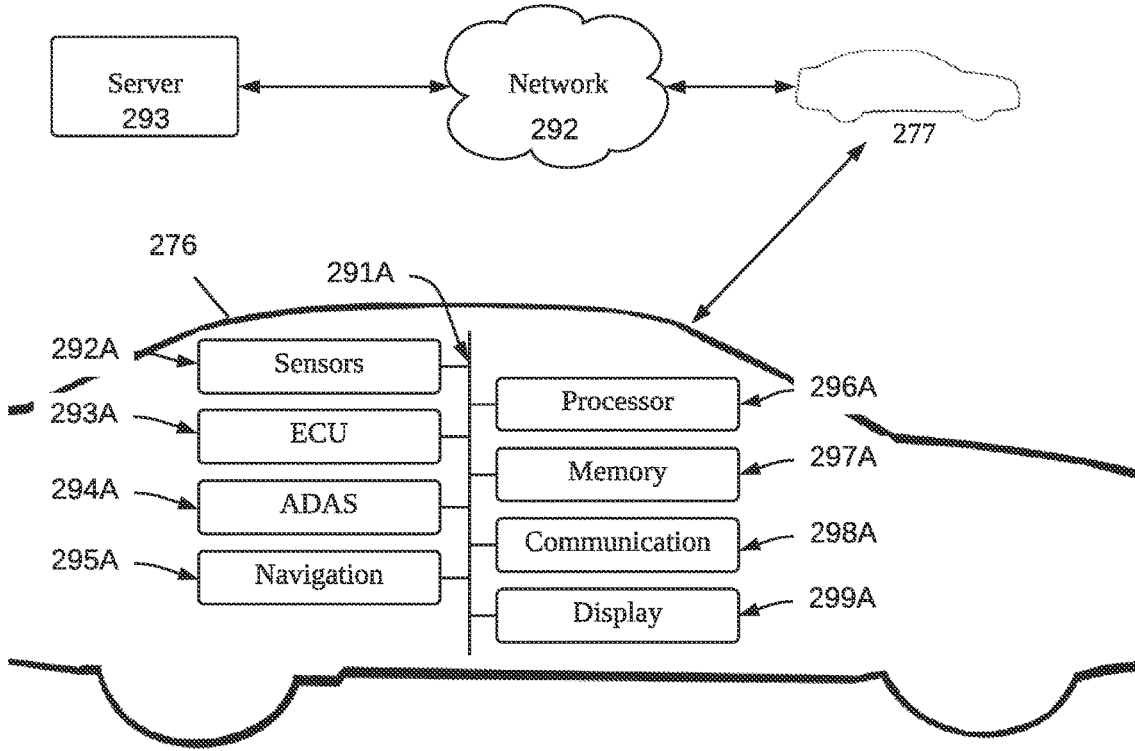 Server
293
Network
292
277
276
291A
292A
Sensors
296A
Processor
293A
ECU
297A
Memory
294A
ADAS
298A
Communication
295A
Navigation
299A
Display